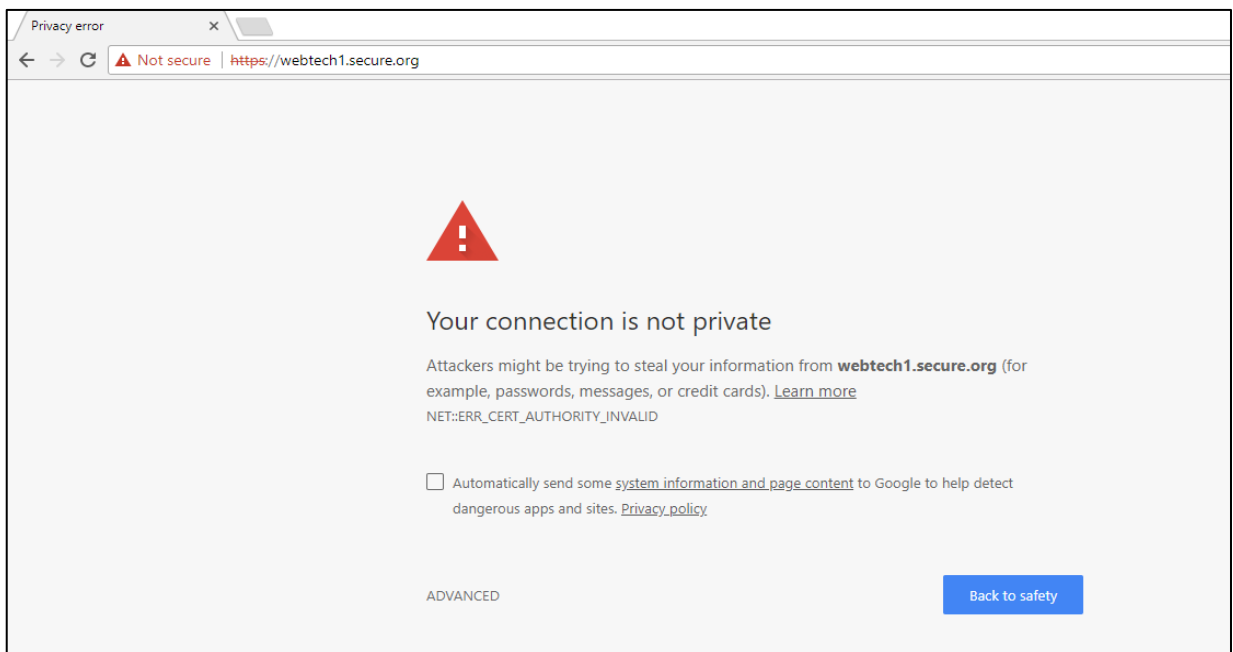 Privacy error
Not secure | https://webtech1.secure.org
Your connection is not private
Attackers might be trying to steal your information from webtech1.secure.org (for
example, passwords, messages, or credit cards). Learn more
NET::ERR_CERT_AUTHORITY_INVALID
Automatically send some system information and page content to Google to help detect
dangerous apps and sites. Privacy policy
ADVANCED Back to safety